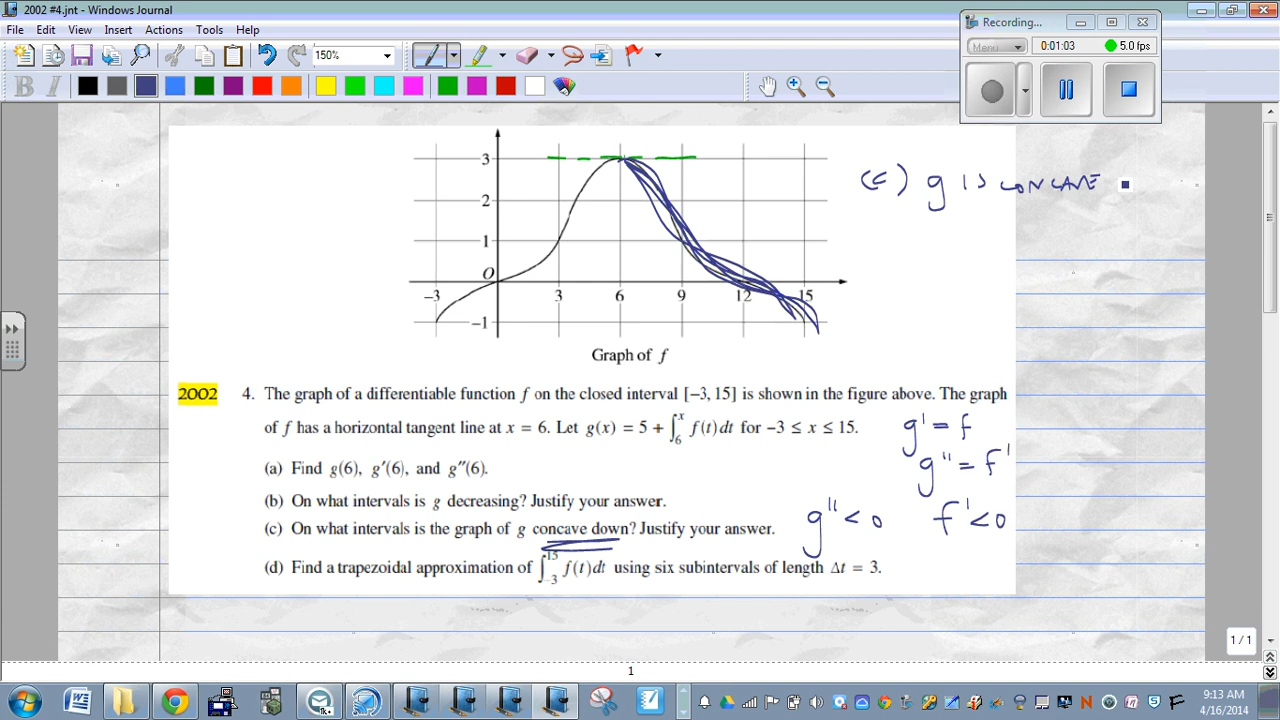 2002 #4.jnt - Windows Journal
File Edit View Insert Actions Tools Help
Recording...
Menu 0:01:03 5.0 fps
150%
B I
3
2
1
O
-3 3 6 9 12 15
-1
Graph of f
(c) g is concave
2002 4. The graph of a differentiable function f on the closed interval [−3, 15] is shown in the figure above. The graph
of f has a horizontal tangent line at x = 6. Let g(x) = 5 + ∫₆ˣ f(t) dt for −3 ≤ x ≤ 15.
g' = f
g'' = f'
(a) Find g(6), g′(6), and g″(6).
(b) On what intervals is g decreasing? Justify your answer.
(c) On what intervals is the graph of g concave down? Justify your answer.
g'' < 0 f' < 0
(d) Find a trapezoidal approximation of ∫₋₃¹⁵ f(t) dt using six subintervals of length Δt = 3.
1 / 1
1
9:13 AM
4/16/2014